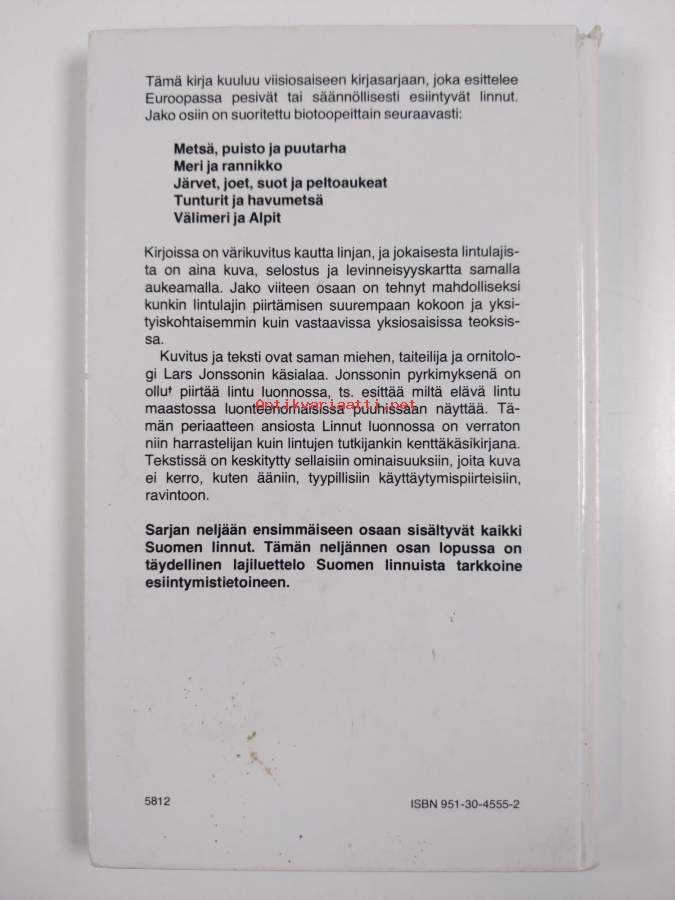 Tämä kirja kuuluu viisiosaiseen kirjasarjaan, joka esittelee
Euroopassa pesivät tai säännöllisesti esiintyvät linnut.
Jako osiin on suoritettu biotoopeittain seuraavasti:
Metsä, puisto ja puutarha
Meri ja rannikko
Järvet, joet, suot ja peltoaukeat
Tunturit ja havumetsä
Välimeri ja Alpit
Kirjoissa on värikuvitus kautta linjan, ja jokaisesta lintulajis-
ta on aina kuva, selostus ja levinneisyyskartta samalla
aukeamalla. Jako viiteen osaan on tehnyt mahdolliseksi
kunkin lintulajin piirtämisen suurempaan kokoon ja yksi-
tyiskohtaisemmin kuin vastaavissa yksiosaisissa teoksis-
sa.
Kuvitus ja teksti ovat saman miehen, taiteilija ja ornitolo-
gi Lars Jonssonin käsialaa. Jonssonin pyrkimyksenä on
ollut piirtää lintu luonnossa, ts. esittää miltä elävä lintu
maastossa luonteenomaisissa puuhissaan näyttää. Tä-
Antikvariaatti.net
män periaatteen ansiosta Linnut luonnossa on verraton
niin harrastelijan kuin lintujen tutkijankin kenttäkäsikirjana.
Tekstissä on keskitytty sellaisiin ominaisuuksiin, joita kuva
ei kerro, kuten ääniin, tyypillisiin käyttäytymispiirteisiin,
ravintoon.
Sarjan neljään ensimmäiseen osaan sisältyvät kaikki
Suomen linnut. Tämän neljännen osan lopussa on
täydellinen lajiluettelo Suomen linnuista tarkkoine
esiintymistietoineen.
5812
ISBN 951-30-4555-2